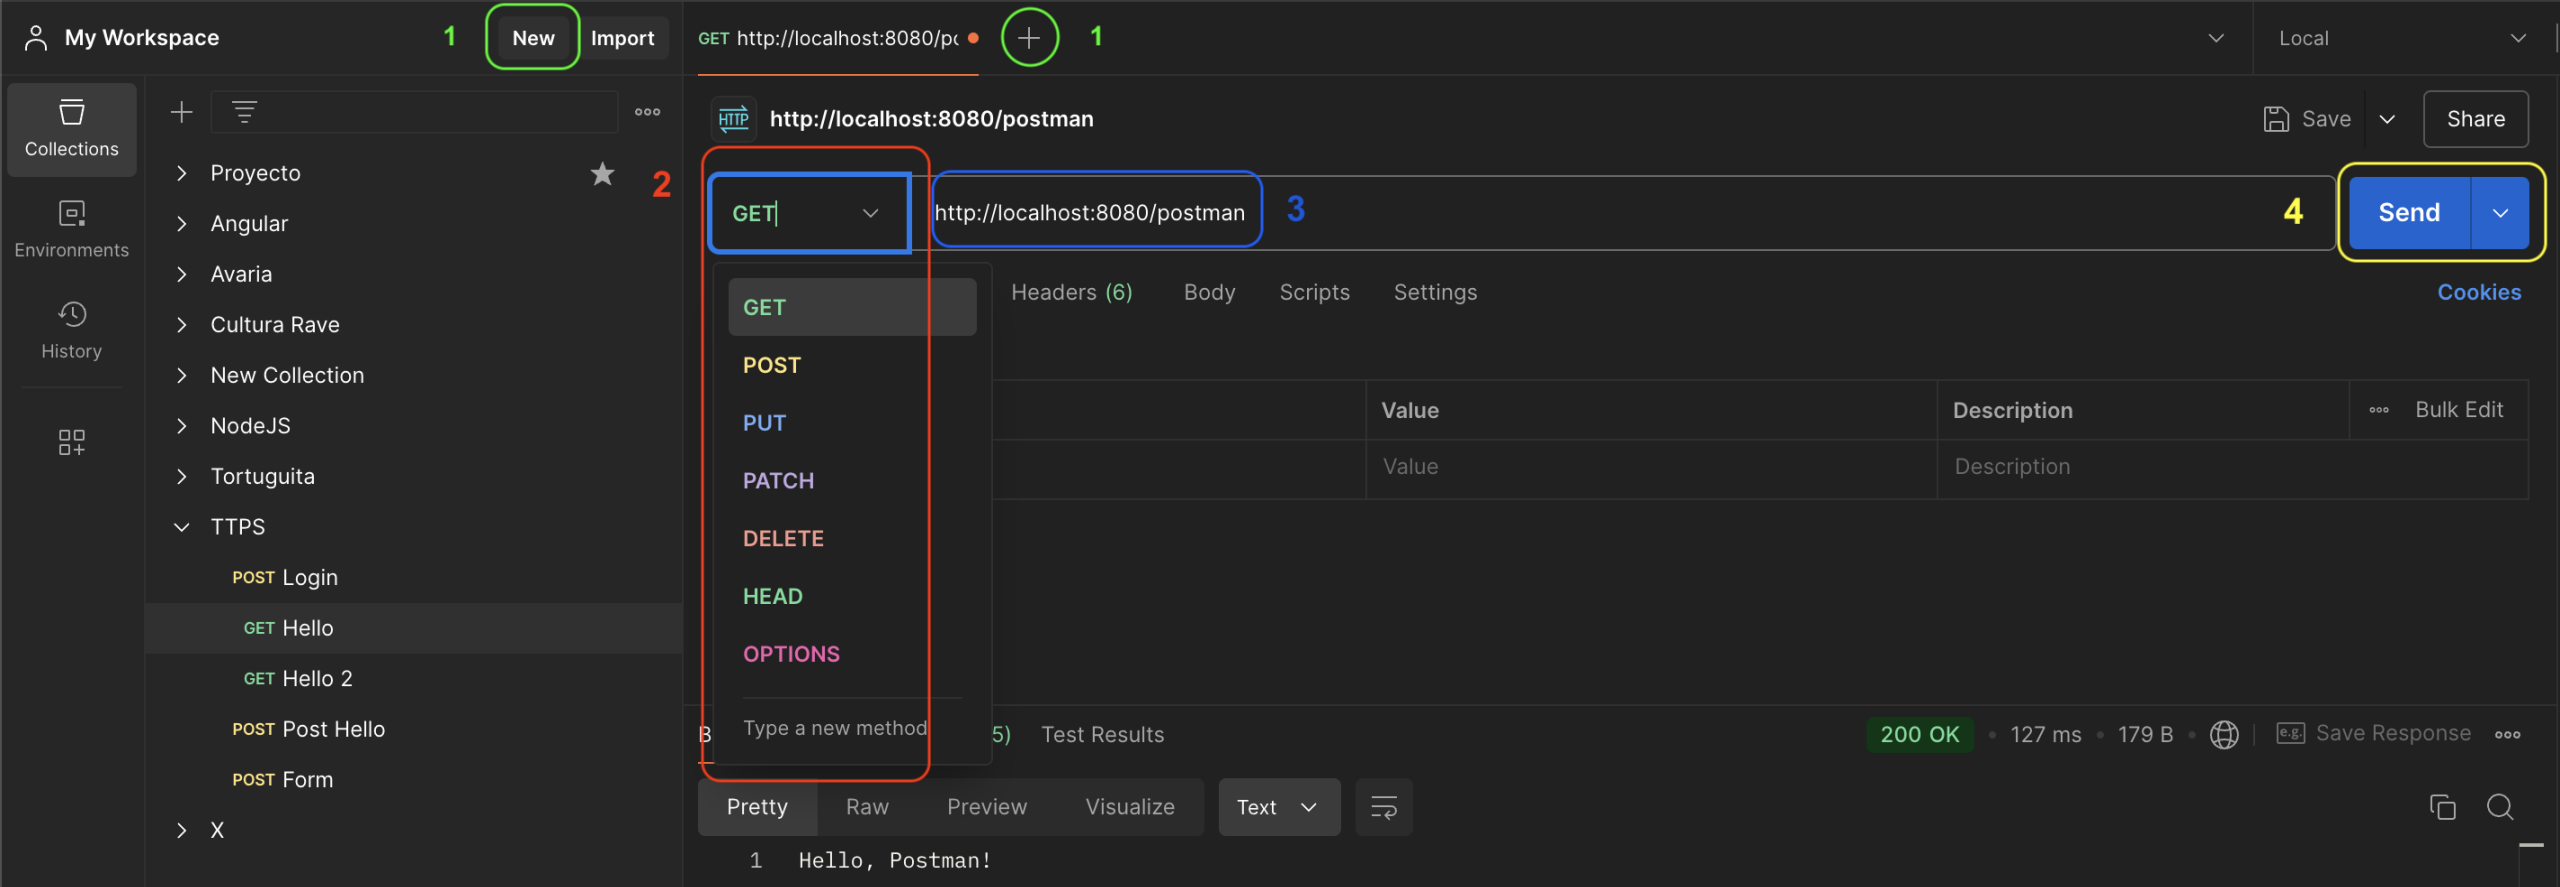 My Workspace
1
New
Import
GET http://localhost:8080/po
1
Local
Collections
Environments
History
Proyecto
Angular
Avaria
Cultura Rave
New Collection
NodeJS
Tortuguita
TTPS
POST Login
GET Hello
GET Hello 2
POST Post Hello
POST Form
X
HTTP http://localhost:8080/postman
Save
Share
2
GET
http://localhost:8080/postman
3
4
Send
GET
POST
PUT
PATCH
DELETE
HEAD
OPTIONS
Type a new method
Headers (6)
Body
Scripts
Settings
Cookies
Value
Description
Bulk Edit
Value
Description
B
5)
Test Results
200 OK
127 ms
179 B
e.g. Save Response
Pretty
Raw
Preview
Visualize
Text
1 Hello, Postman!